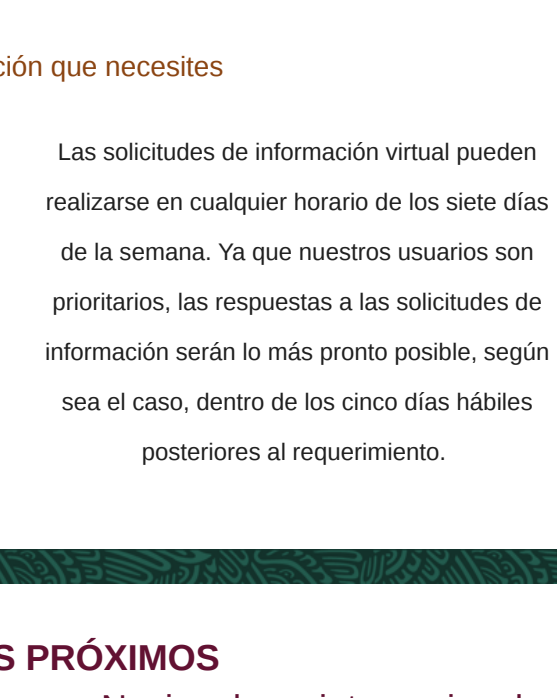 ción que necesites
Las solicitudes de información virtual pueden
realizarse en cualquier horario de los siete días
de la semana. Ya que nuestros usuarios son
prioritarios, las respuestas a las solicitudes de
información serán lo más pronto posible, según
sea el caso, dentro de los cinco días hábiles
posteriores al requerimiento.
S PRÓXIMOS